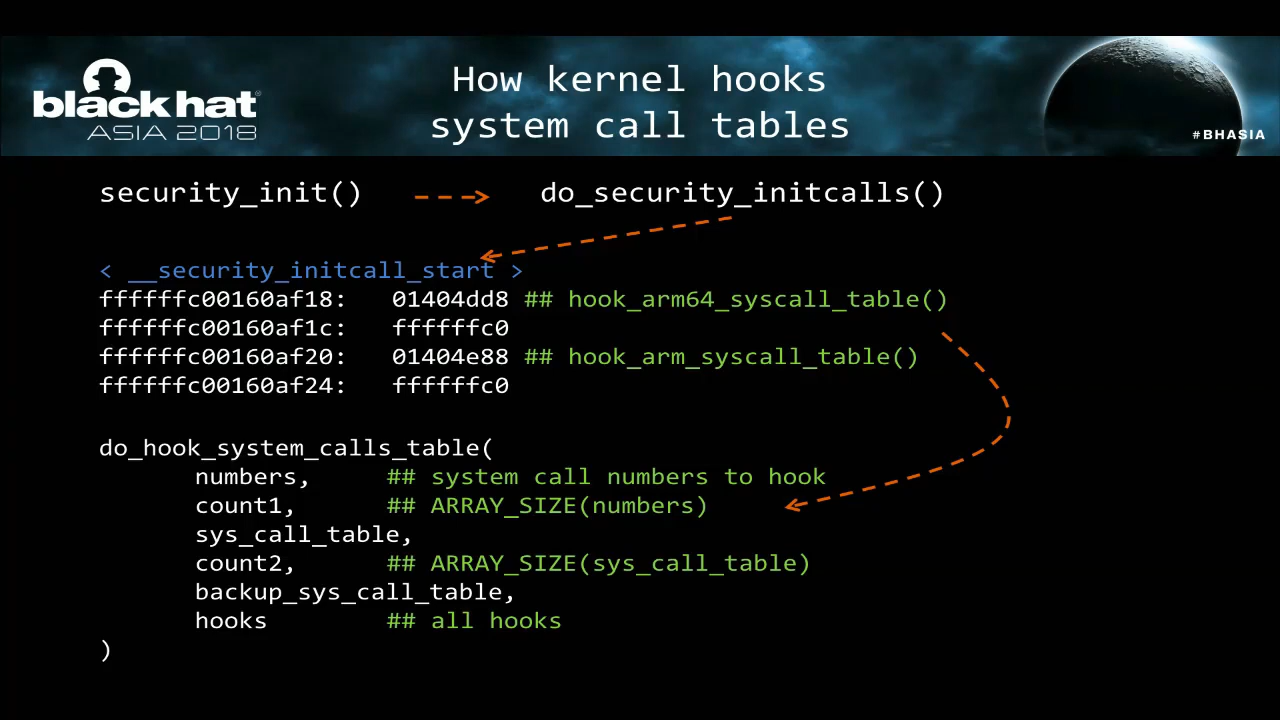 black hat®
ASIA 2018
How kernel hooks
system call tables
#BHASIA
security_init() do_security_initcalls()
< __security_initcall_start >
ffffffc00160af18: 01404dd8 ## hook_arm64_syscall_table()
ffffffc00160af1c: ffffffc0
ffffffc00160af20: 01404e88 ## hook_arm_syscall_table()
ffffffc00160af24: ffffffc0
do_hook_system_calls_table(
numbers, ## system call numbers to hook
count1, ## ARRAY_SIZE(numbers)
sys_call_table,
count2, ## ARRAY_SIZE(sys_call_table)
backup_sys_call_table,
hooks ## all hooks
)